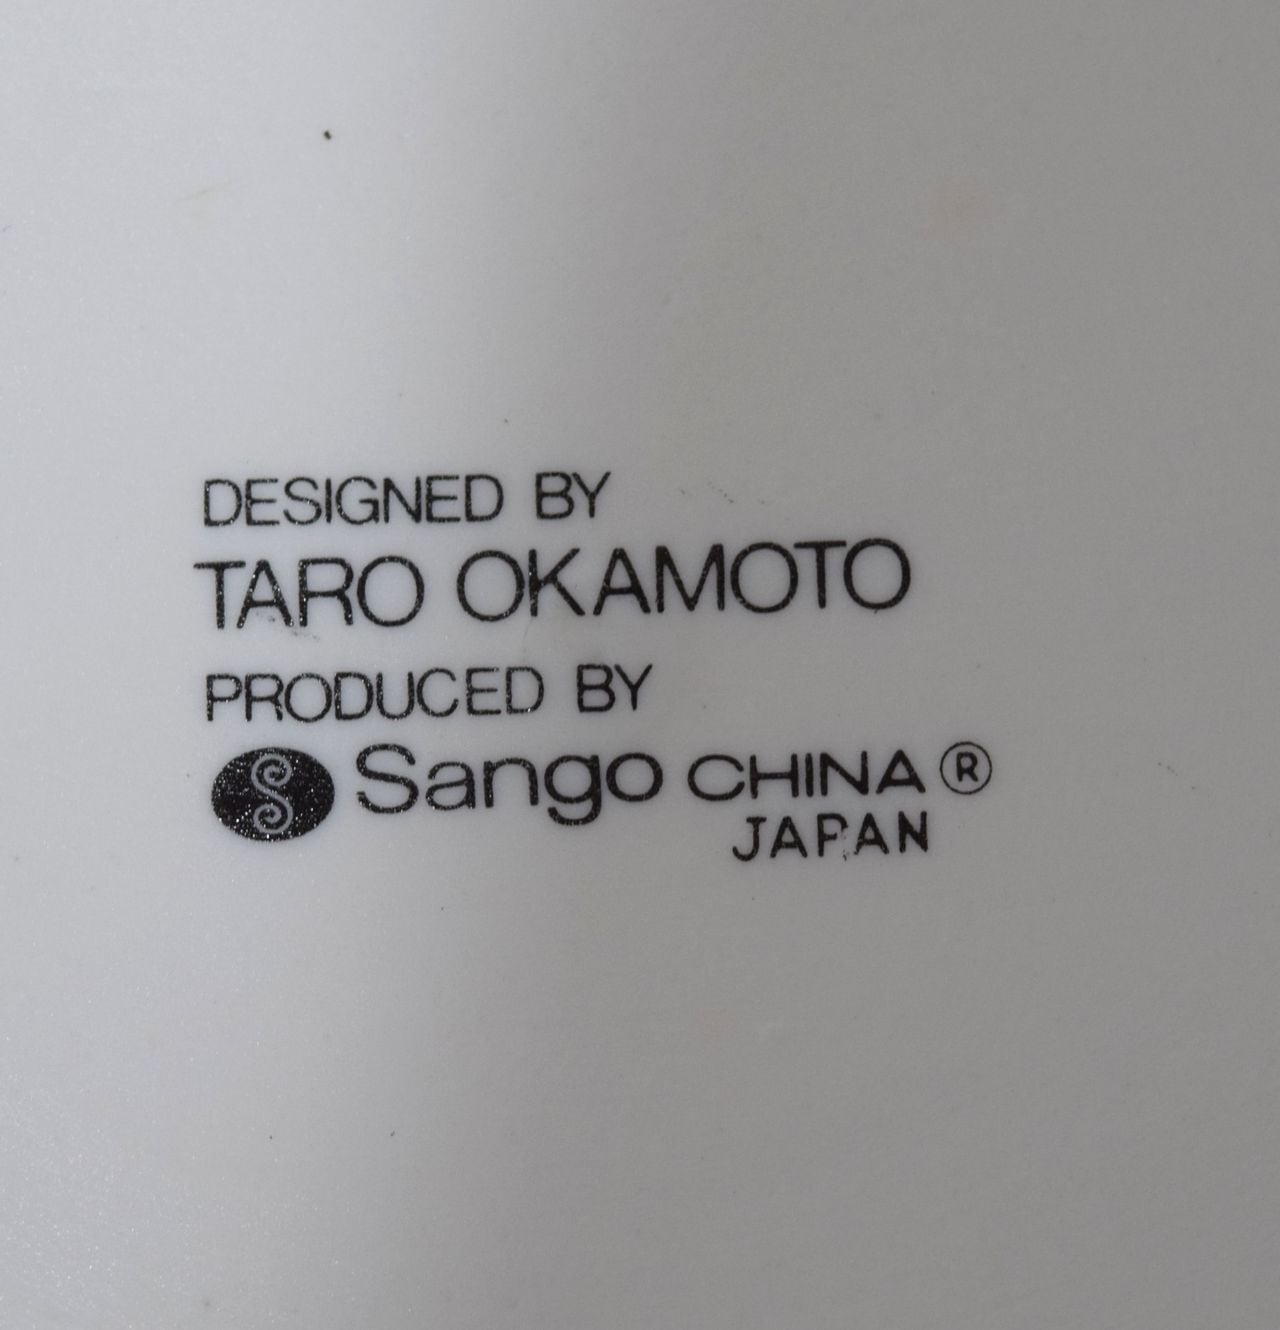 DESIGNED BY
TARO OKAMOTO
PRODUCED BY
S Sango CHINA ®
JAPAN